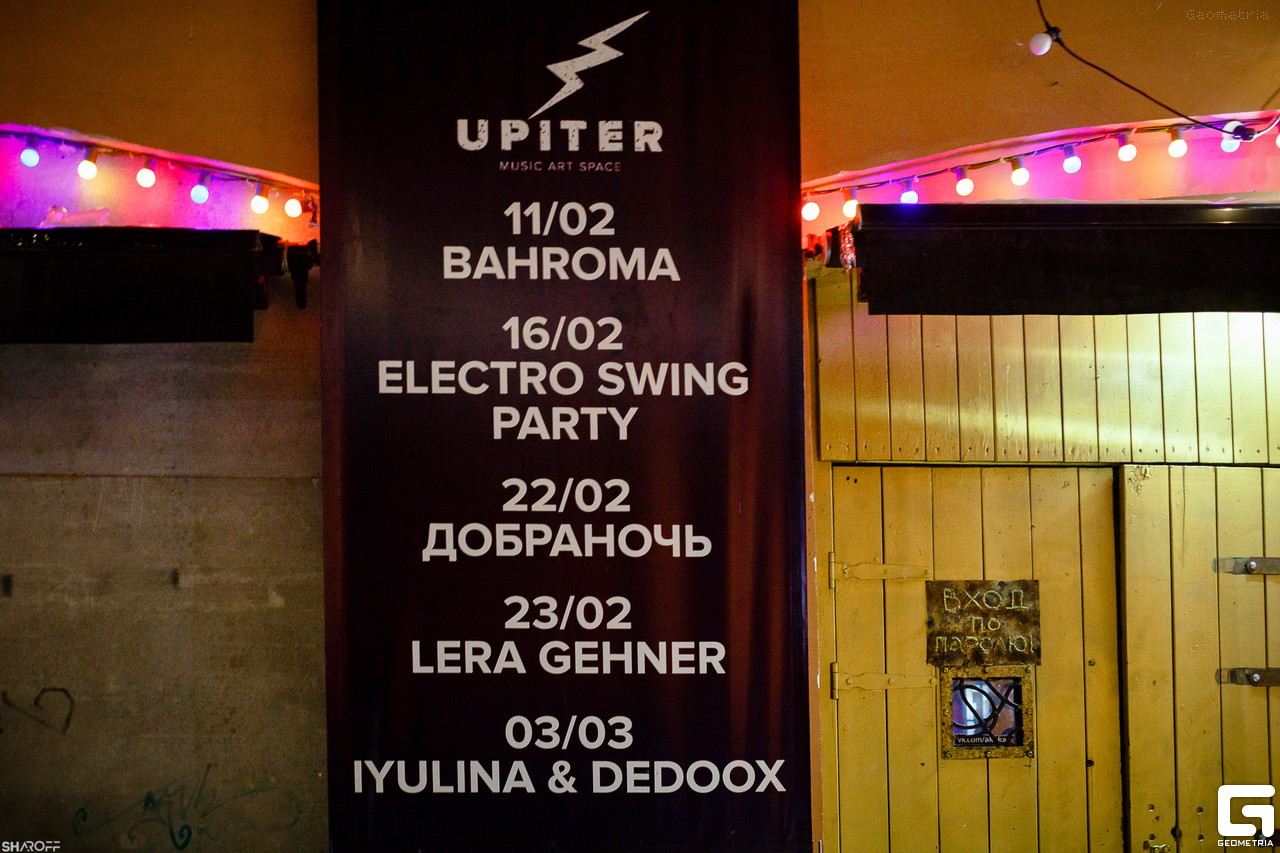 Geometria
UPITER
MUSIC ART SPACE
11/02
BAHROMA
16/02
ELECTRO SWING
PARTY
22/02
ДОБРАНОЧЬ
23/02
LERA GEHNER
03/03
IYULINA & DEDOOX
ВХОД
ПО
ПАРОЛЮ!
SHAROFF
GEOMETRIA